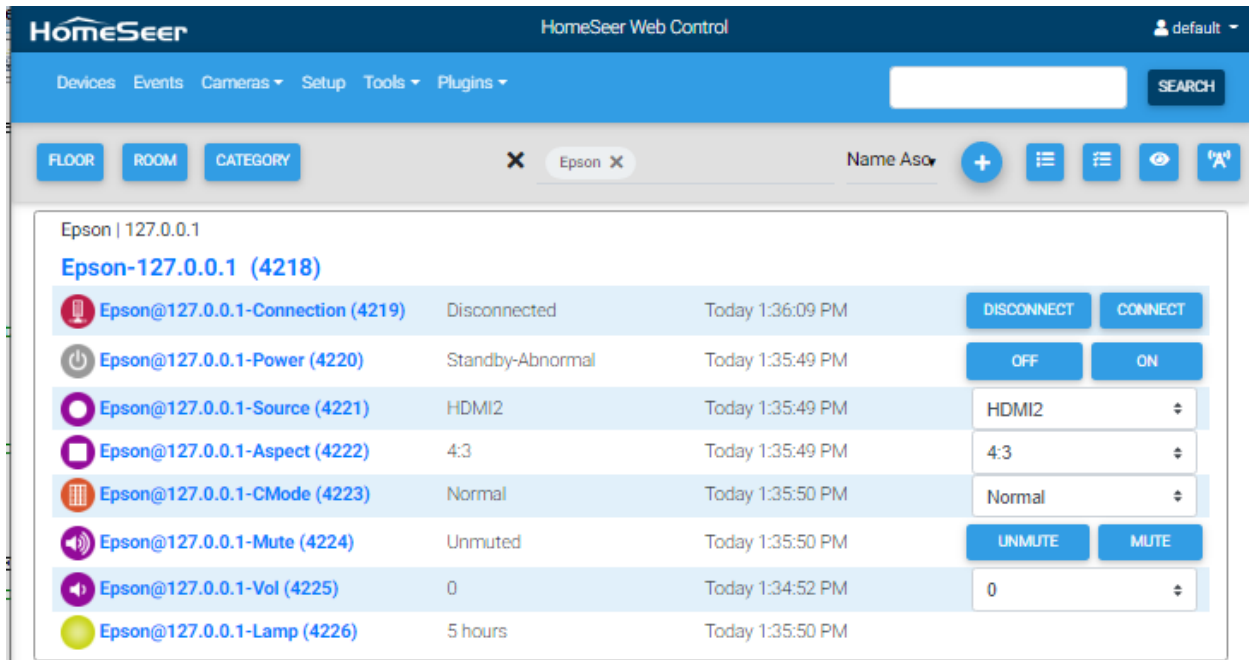 HomeSeer
HomeSeer Web Control
default
Devices Events Cameras Setup Tools Plugins
SEARCH
FLOOR ROOM CATEGORY
Epson
Name Asc
Epson | 127.0.0.1
Epson-127.0.0.1 (4218)
Epson@127.0.0.1-Connection (4219) Disconnected Today 1:36:09 PM DISCONNECT CONNECT
Epson@127.0.0.1-Power (4220) Standby-Abnormal Today 1:35:49 PM OFF ON
Epson@127.0.0.1-Source (4221) HDMI2 Today 1:35:49 PM HDMI2
Epson@127.0.0.1-Aspect (4222) 4:3 Today 1:35:49 PM 4:3
Epson@127.0.0.1-CMode (4223) Normal Today 1:35:50 PM Normal
Epson@127.0.0.1-Mute (4224) Unmuted Today 1:35:50 PM UNMUTE MUTE
Epson@127.0.0.1-Vol (4225) 0 Today 1:34:52 PM 0
Epson@127.0.0.1-Lamp (4226) 5 hours Today 1:35:50 PM